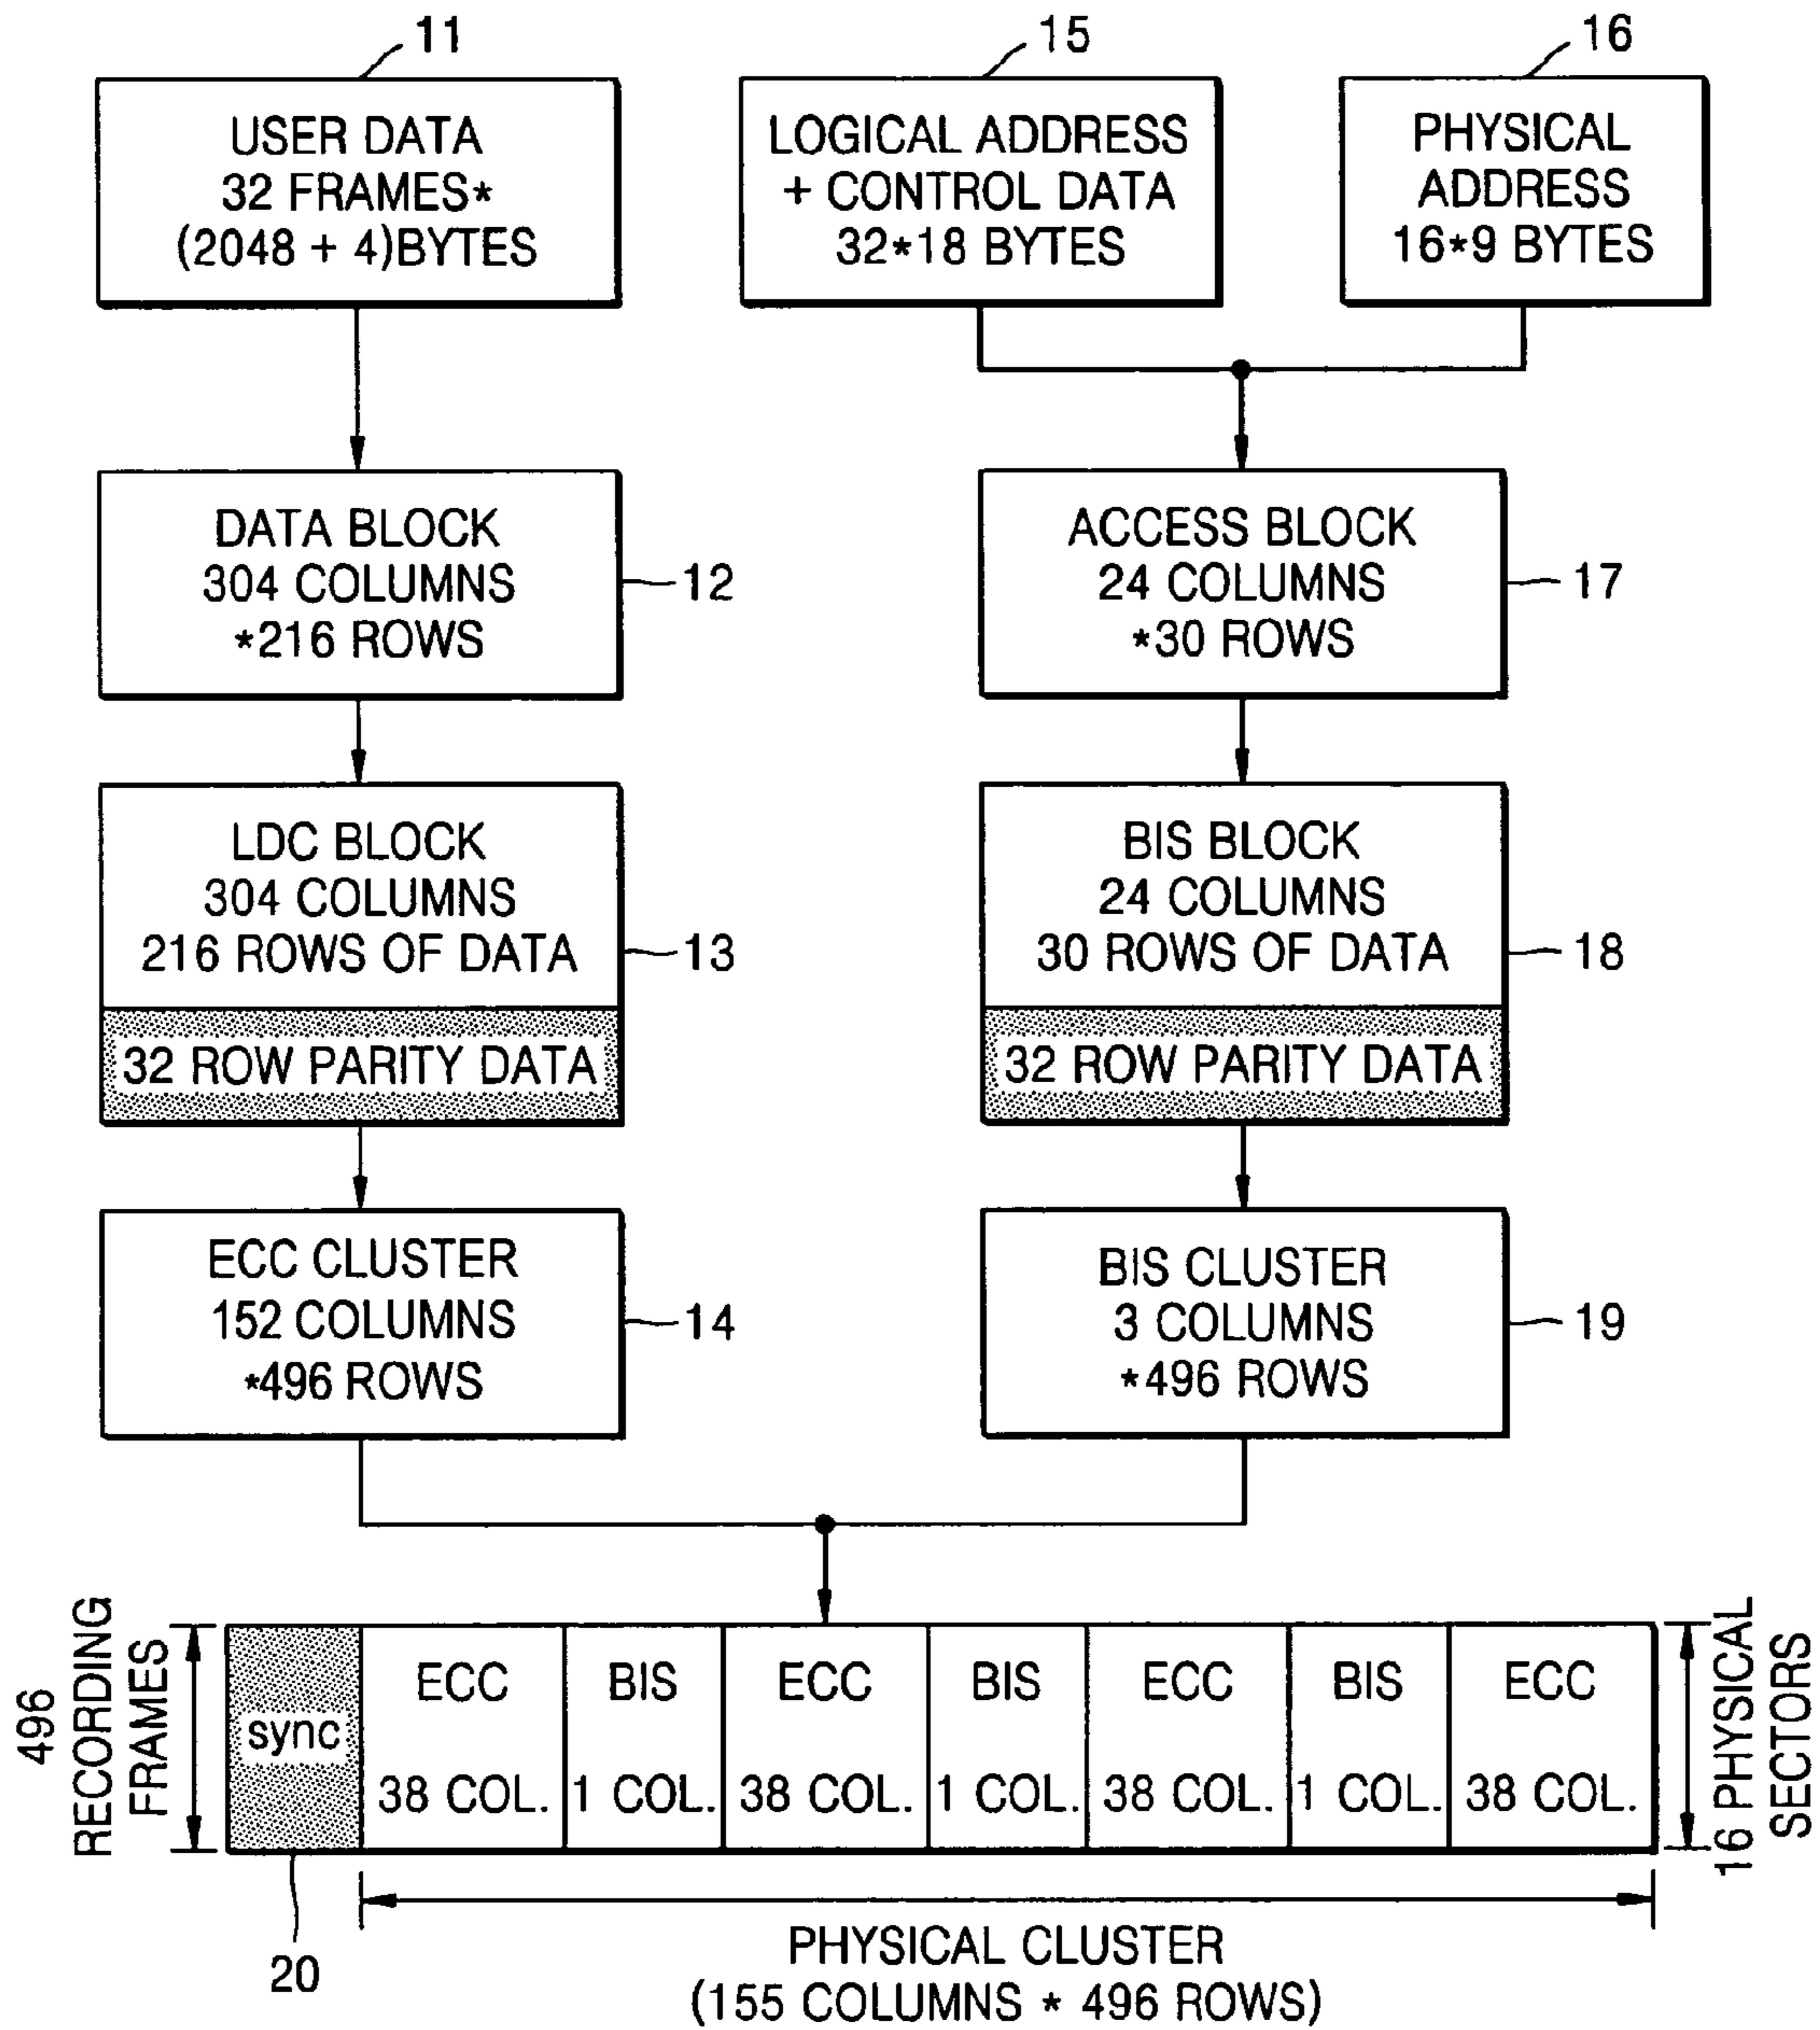 11
USER DATA
32 FRAMES*
(2048 + 4)BYTES
15
LOGICAL ADDRESS
+ CONTROL DATA
32*18 BYTES
16
PHYSICAL
ADDRESS
16*9 BYTES
DATA BLOCK
304 COLUMNS
*216 ROWS
12
ACCESS BLOCK
24 COLUMNS
*30 ROWS
17
LDC BLOCK
304 COLUMNS
216 ROWS OF DATA
32 ROW PARITY DATA
13
BIS BLOCK
24 COLUMNS
30 ROWS OF DATA
32 ROW PARITY DATA
18
ECC CLUSTER
152 COLUMNS
*496 ROWS
14
BIS CLUSTER
3 COLUMNS
*496 ROWS
19
496
RECORDING
FRAMES
sync
ECC
38 COL.
BIS
1 COL.
ECC
38 COL.
BIS
1 COL.
ECC
38 COL.
BIS
1 COL.
ECC
38 COL.
16 PHYSICAL
SECTORS
20
PHYSICAL CLUSTER
(155 COLUMNS * 496 ROWS)